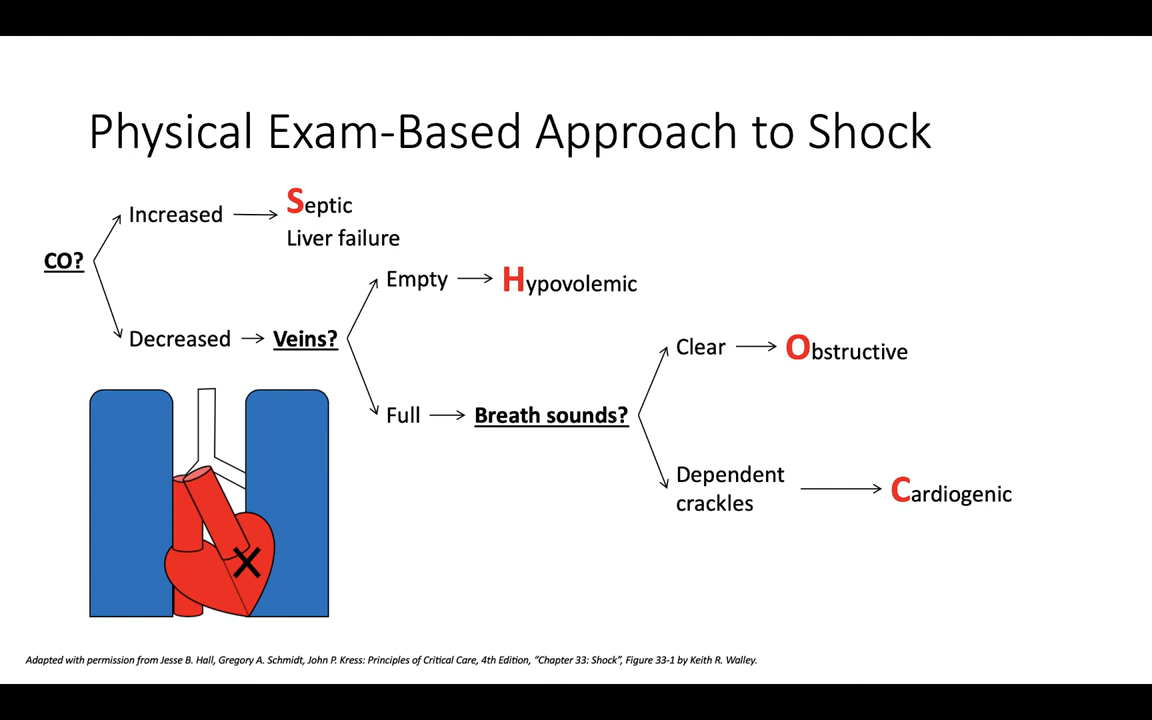 Physical Exam-Based Approach to Shock
Increased
Septic
Liver failure
CO?
Decreased
Veins?
Empty
Hypovolemic
Full
Breath sounds?
Clear
Obstructive
Dependent
crackles
Cardiogenic
Adapted with permission from Jesse B. Hall, Gregory A. Schmidt, John P. Kress: Principles of Critical Care, 4th Edition, “Chapter 33: Shock”, Figure 33-1 by Keith R. Walley.